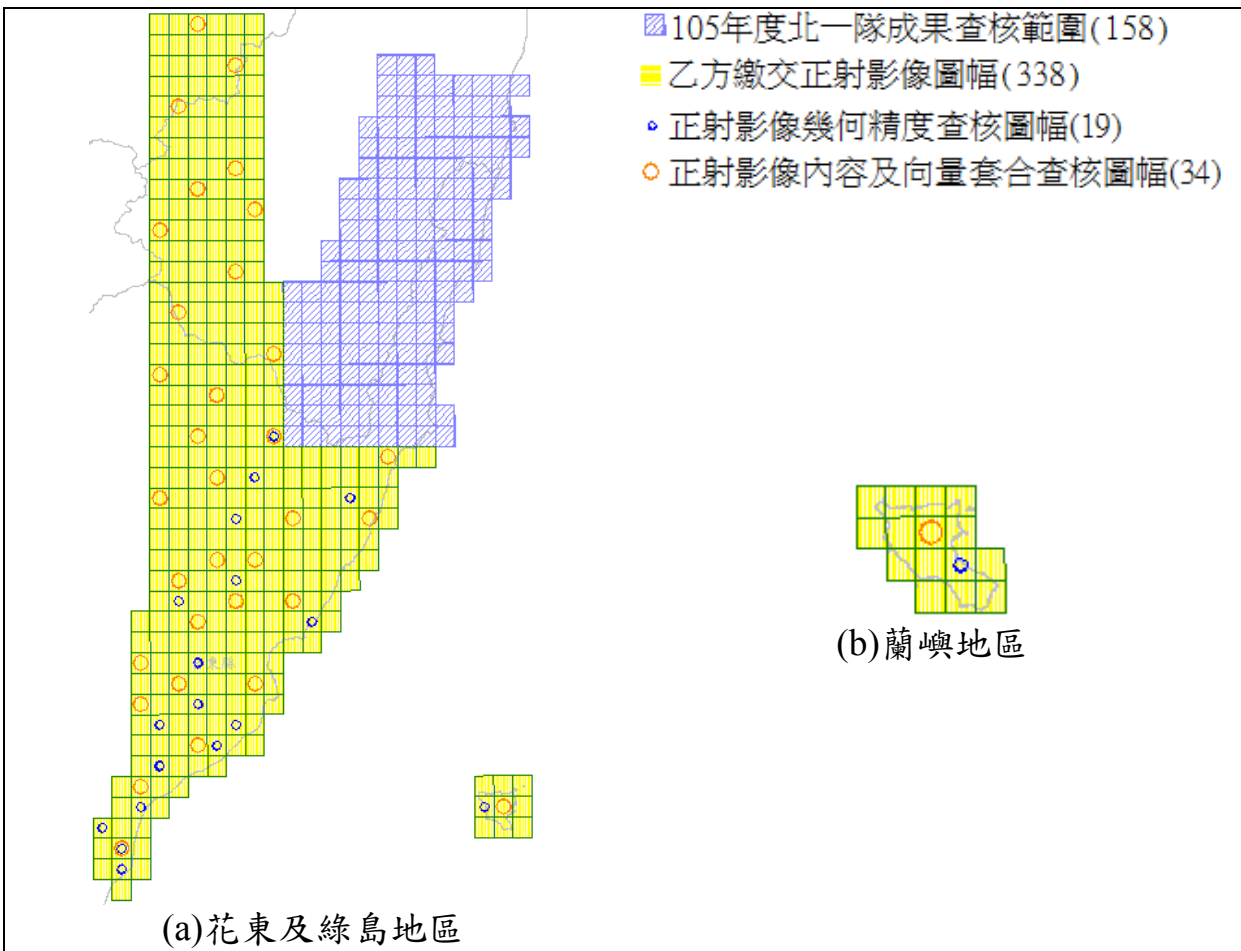 105年度北一隊成果查核範圍(158)
乙方繳交正射影像圖幅(338)
正射影像幾何精度查核圖幅(19)
正射影像內容及向量套合查核圖幅(34)
(b)蘭嶼地區
(a)花東及綠島地區